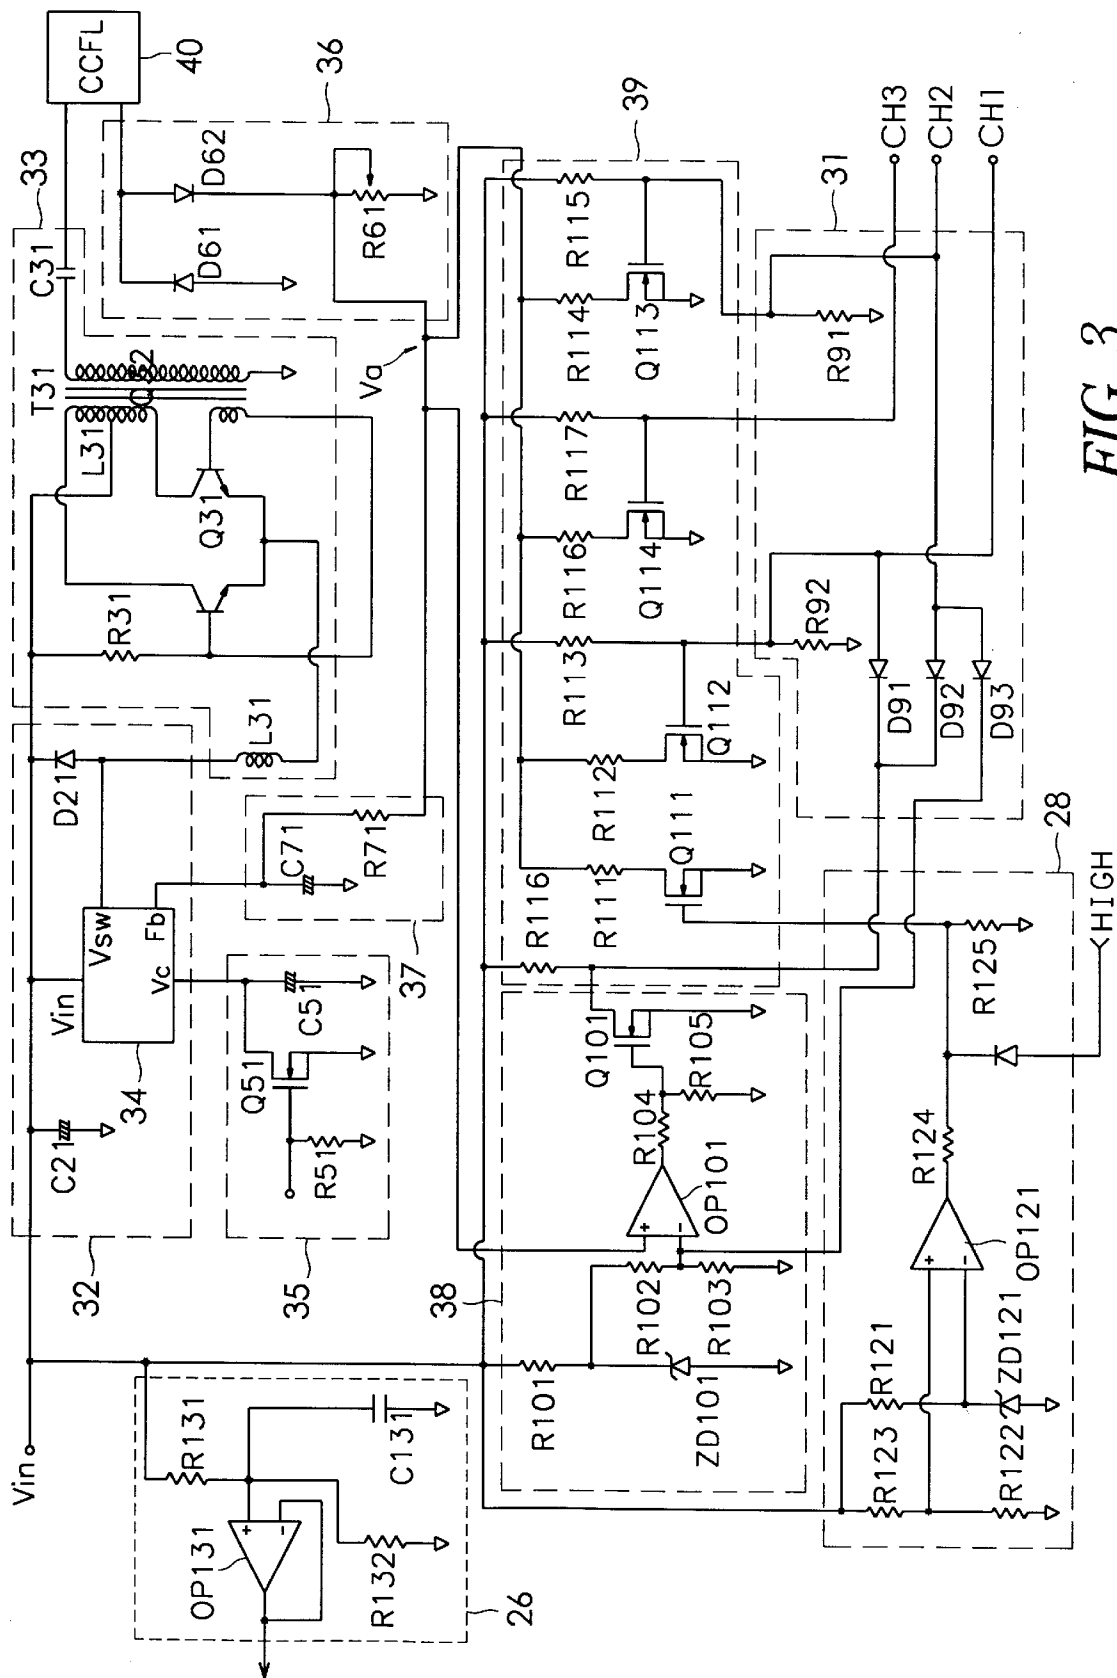 CCFL
40
33
C31
36
D62
D61
R61
T31
L31
Q31
R31
Va
L31
D21
Vin
Vsw
Fb
Vc
34
C21
32
C71
R71
37
C51
Q51
R51
35
Vin
R131
OP131
C131
R132
26
39
R115
R114
Q113
R117
R116
Q114
R113
R112
Q112
R111
Q111
R116
CH3
CH2
CH1
31
R91
R92
D91
D92
D93
38
Q101
R105
R104
+
-
OP101
R102
R103
R101
ZD101
28
<HIGH
R125
R124
+
-
OP121
R121
ZD121
R123
R122
+
-
FIG. 3